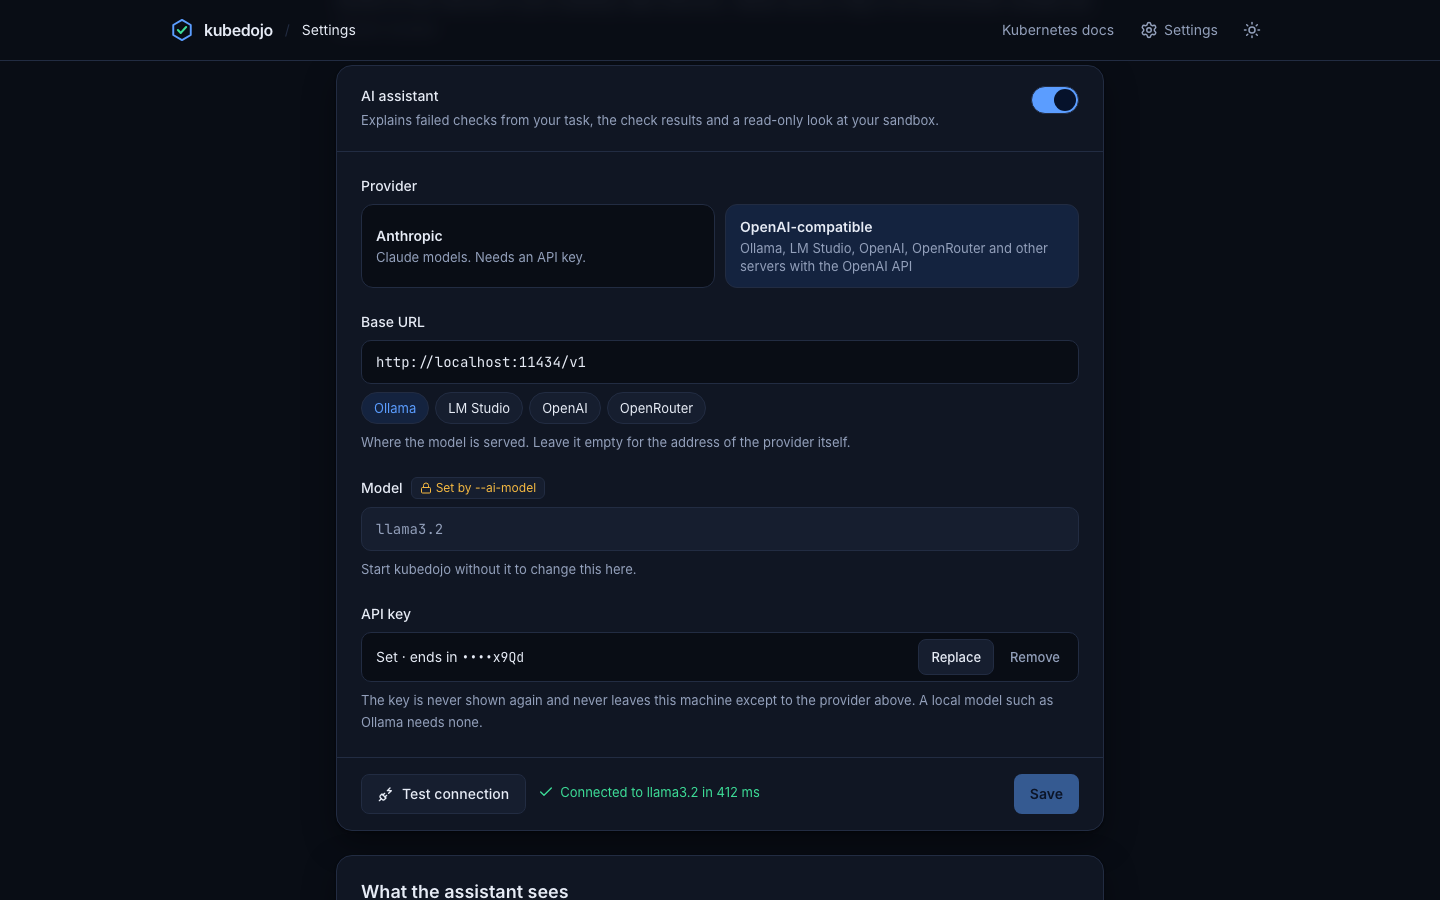 kubedojo / Settings
Kubernetes docs
Settings
AI assistant
Explains failed checks from your task, the check results and a read-only look at your sandbox.
Provider
Anthropic
Claude models. Needs an API key.
OpenAI-compatible
Ollama, LM Studio, OpenAI, OpenRouter and other
servers with the OpenAI API
Base URL
http://localhost:11434/v1
Ollama
LM Studio
OpenAI
OpenRouter
Where the model is served. Leave it empty for the address of the provider itself.
Model
Set by --ai-model
llama3.2
Start kubedojo without it to change this here.
API key
Set · ends in ••••x9Qd
Replace
Remove
The key is never shown again and never leaves this machine except to the provider above. A local model such as
Ollama needs none.
Test connection
Connected to llama3.2 in 412 ms
Save
What the assistant sees